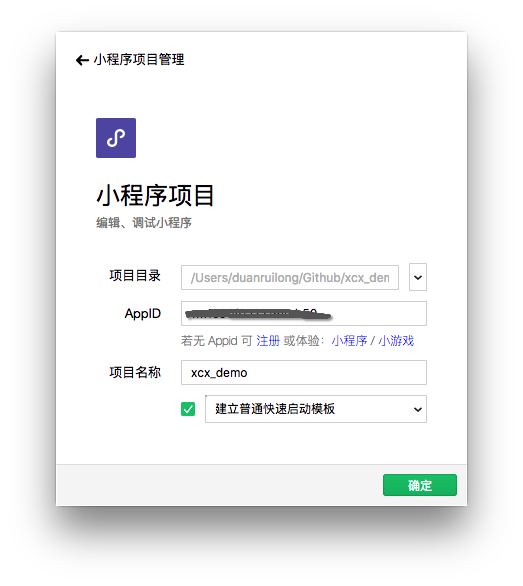 小程序项目管理
小程序项目
编辑、调试小程序
项目目录 /Users/duanruilong/Github/xcx_den
AppID
若无 Appid 可 注册 或体验：小程序 / 小游戏
项目名称 xcx_demo
建立普通快速启动模板
确定